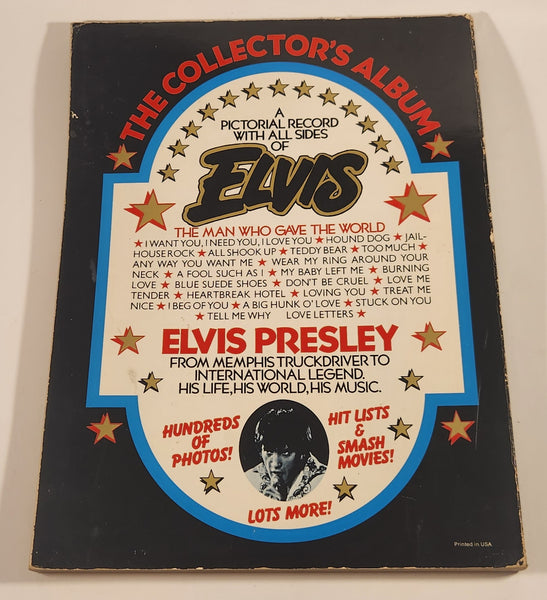 THE COLLECTOR'S ALBUM
A
PICTORIAL RECORD
WITH ALL SIDES
OF
ELVIS
THE MAN WHO GAVE THE WORLD
★ I WANT YOU, I NEED YOU, I LOVE YOU ★ HOUND DOG ★ JAIL-
HOUSE ROCK ★ ALL SHOOK UP ★ TEDDY BEAR ★ TOO MUCH ★
ANY WAY YOU WANT ME ★ WEAR MY RING AROUND YOUR
NECK ★ A FOOL SUCH AS I ★ MY BABY LEFT ME ★ BURNING
LOVE ★ BLUE SUEDE SHOES ★ DON'T BE CRUEL ★ LOVE ME
TENDER ★ HEARTBREAK HOTEL ★ LOVING YOU ★ TREAT ME
NICE ★ I BEG OF YOU ★ A BIG HUNK O' LOVE ★ STUCK ON YOU
★ TELL ME WHY LOVE LETTERS ★
ELVIS PRESLEY
FROM MEMPHIS TRUCKDRIVER TO
INTERNATIONAL LEGEND.
HIS LIFE, HIS WORLD, HIS MUSIC.
HUNDREDS
OF
PHOTOS!
HIT LISTS
&
SMASH
MOVIES!
LOTS MORE!
Printed in USA